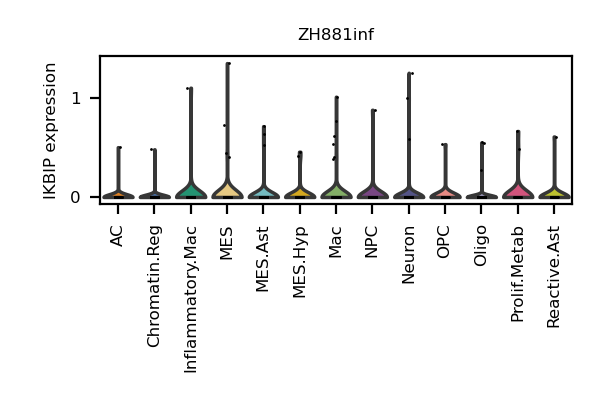 ZH881inf
IKBIP expression
1
0
AC
Chromatin.Reg
Inflammatory.Mac
MES
MES.Ast
MES.Hyp
Mac
NPC
Neuron
OPC
Oligo
Prolif.Metab
Reactive.Ast